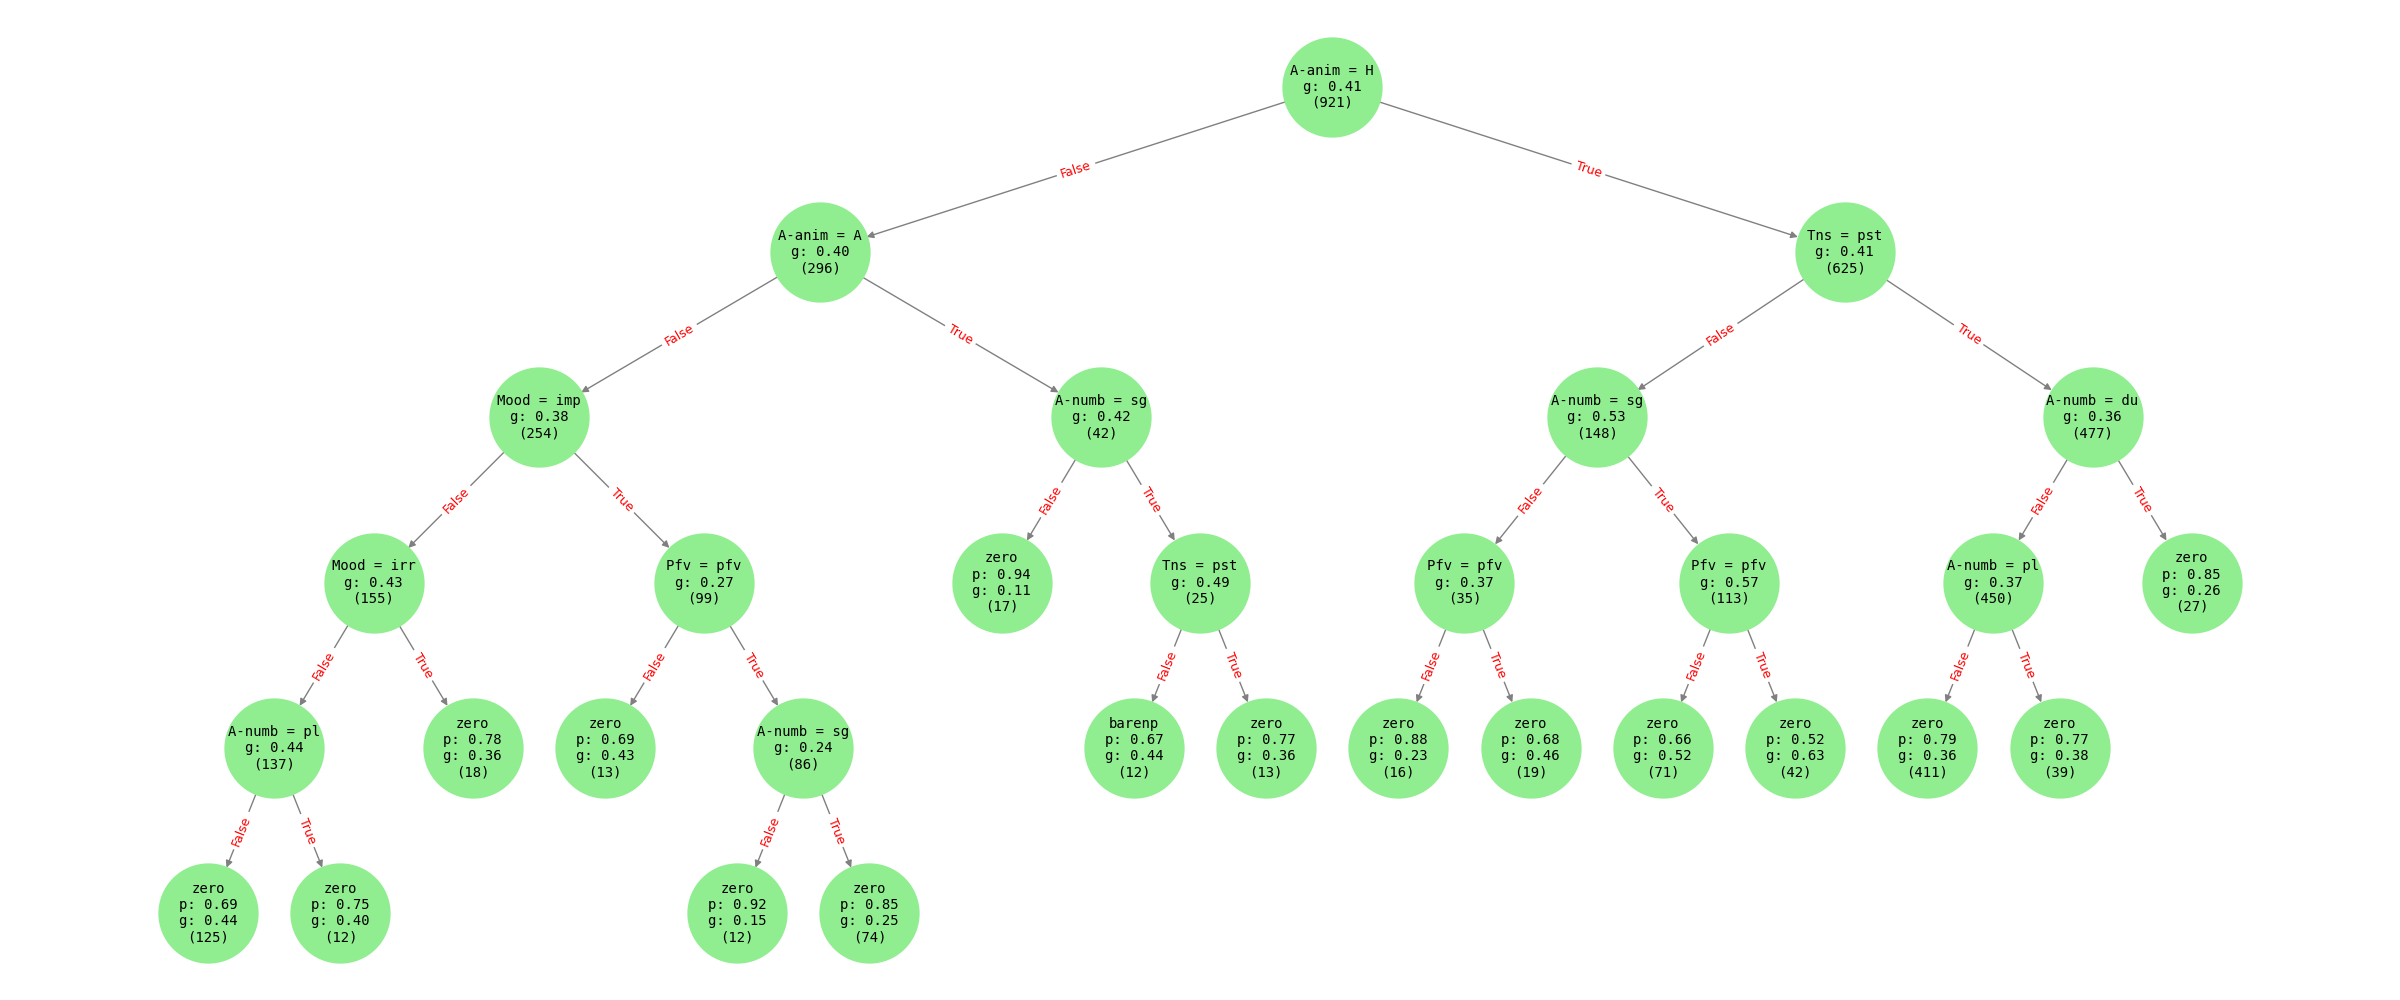 A-anim = H
g: 0.41
(921)
False
True
A-anim = A
g: 0.40
(296)
Tns = pst
g: 0.41
(625)
False
True
False
True
Mood = imp
g: 0.38
(254)
A-numb = sg
g: 0.42
(42)
A-numb = sg
g: 0.53
(148)
A-numb = du
g: 0.36
(477)
False
True
False
True
False
True
False
True
Mood = irr
g: 0.43
(155)
Pfv = pfv
g: 0.27
(99)
zero
p: 0.94
g: 0.11
(17)
Tns = pst
g: 0.49
(25)
Pfv = pfv
g: 0.37
(35)
Pfv = pfv
g: 0.57
(113)
A-numb = pl
g: 0.37
(450)
zero
p: 0.85
g: 0.26
(27)
False
True
False
True
False
True
False
True
False
True
False
True
A-numb = pl
g: 0.44
(137)
zero
p: 0.78
g: 0.36
(18)
zero
p: 0.69
g: 0.43
(13)
A-numb = sg
g: 0.24
(86)
barenp
p: 0.67
g: 0.44
(12)
zero
p: 0.77
g: 0.36
(13)
zero
p: 0.88
g: 0.23
(16)
zero
p: 0.68
g: 0.46
(19)
zero
p: 0.66
g: 0.52
(71)
zero
p: 0.52
g: 0.63
(42)
zero
p: 0.79
g: 0.36
(411)
zero
p: 0.77
g: 0.38
(39)
False
True
False
True
zero
p: 0.69
g: 0.44
(125)
zero
p: 0.75
g: 0.40
(12)
zero
p: 0.92
g: 0.15
(12)
zero
p: 0.85
g: 0.25
(74)